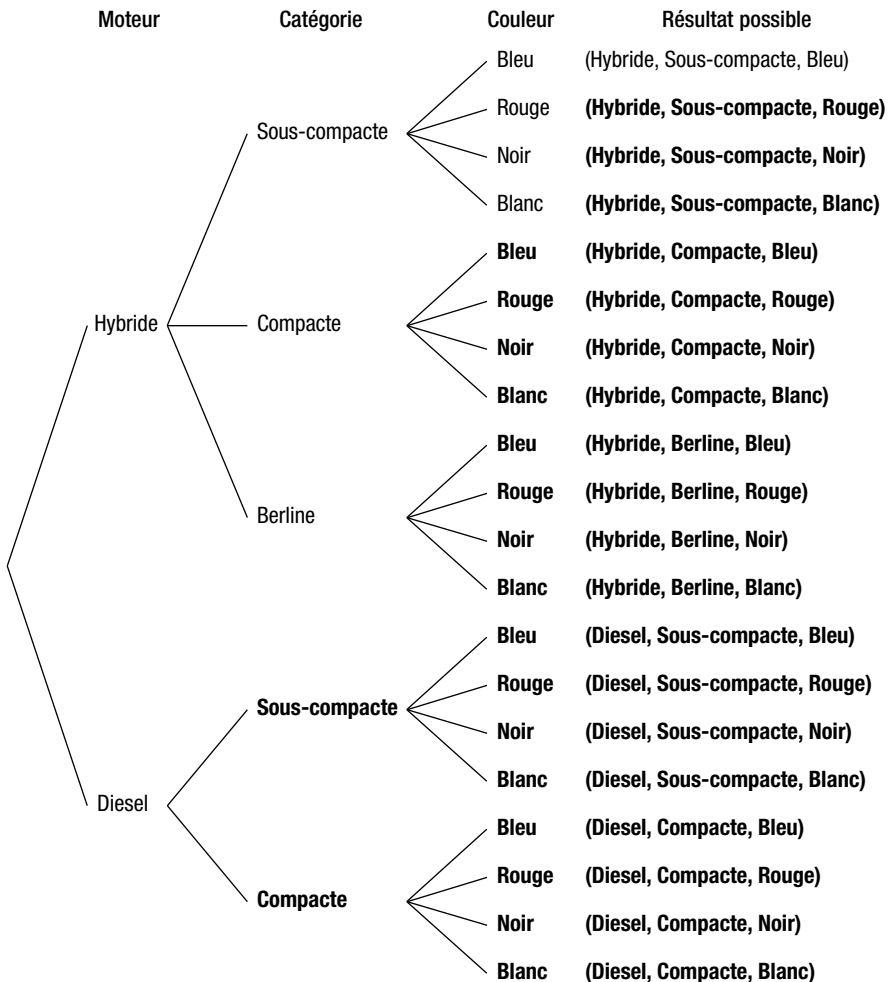 Moteur Catégorie Couleur Résultat possible
Bleu (Hybride, Sous-compacte, Bleu)
Rouge (Hybride, Sous-compacte, Rouge)
Sous-compacte
Noir (Hybride, Sous-compacte, Noir)
Blanc (Hybride, Sous-compacte, Blanc)
Bleu (Hybride, Compacte, Bleu)
Rouge (Hybride, Compacte, Rouge)
Hybride Compacte
Noir (Hybride, Compacte, Noir)
Blanc (Hybride, Compacte, Blanc)
Bleu (Hybride, Berline, Bleu)
Rouge (Hybride, Berline, Rouge)
Berline
Noir (Hybride, Berline, Noir)
Blanc (Hybride, Berline, Blanc)
Bleu (Diesel, Sous-compacte, Bleu)
Rouge (Diesel, Sous-compacte, Rouge)
Sous-compacte
Noir (Diesel, Sous-compacte, Noir)
Blanc (Diesel, Sous-compacte, Blanc)
Diesel
Bleu (Diesel, Compacte, Bleu)
Rouge (Diesel, Compacte, Rouge)
Compacte
Noir (Diesel, Compacte, Noir)
Blanc (Diesel, Compacte, Blanc)